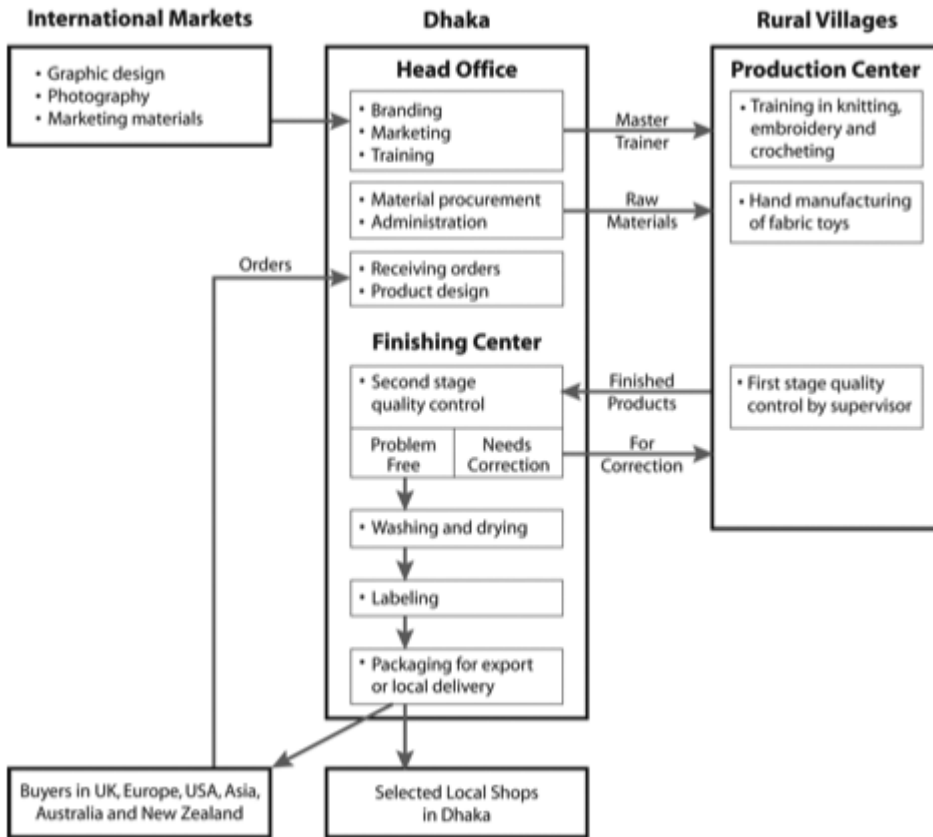 International Markets
Dhaka
Rural Villages
• Graphic design
• Photography
• Marketing materials
Head Office
• Branding
• Marketing
• Training
Master
Trainer
Production Center
• Training in knitting,
embroidery and
crocheting
• Material procurement
• Administration
Raw
Materials
• Hand manufacturing
of fabric toys
Orders
• Receiving orders
• Product design
Finishing Center
• Second stage
quality control
Finished
Products
• First stage quality
control by supervisor
Problem
Free
Needs
Correction
For
Correction
• Washing and drying
• Labeling
• Packaging for export
or local delivery
Buyers in UK, Europe, USA, Asia,
Australia and New Zealand
Selected Local Shops
in Dhaka